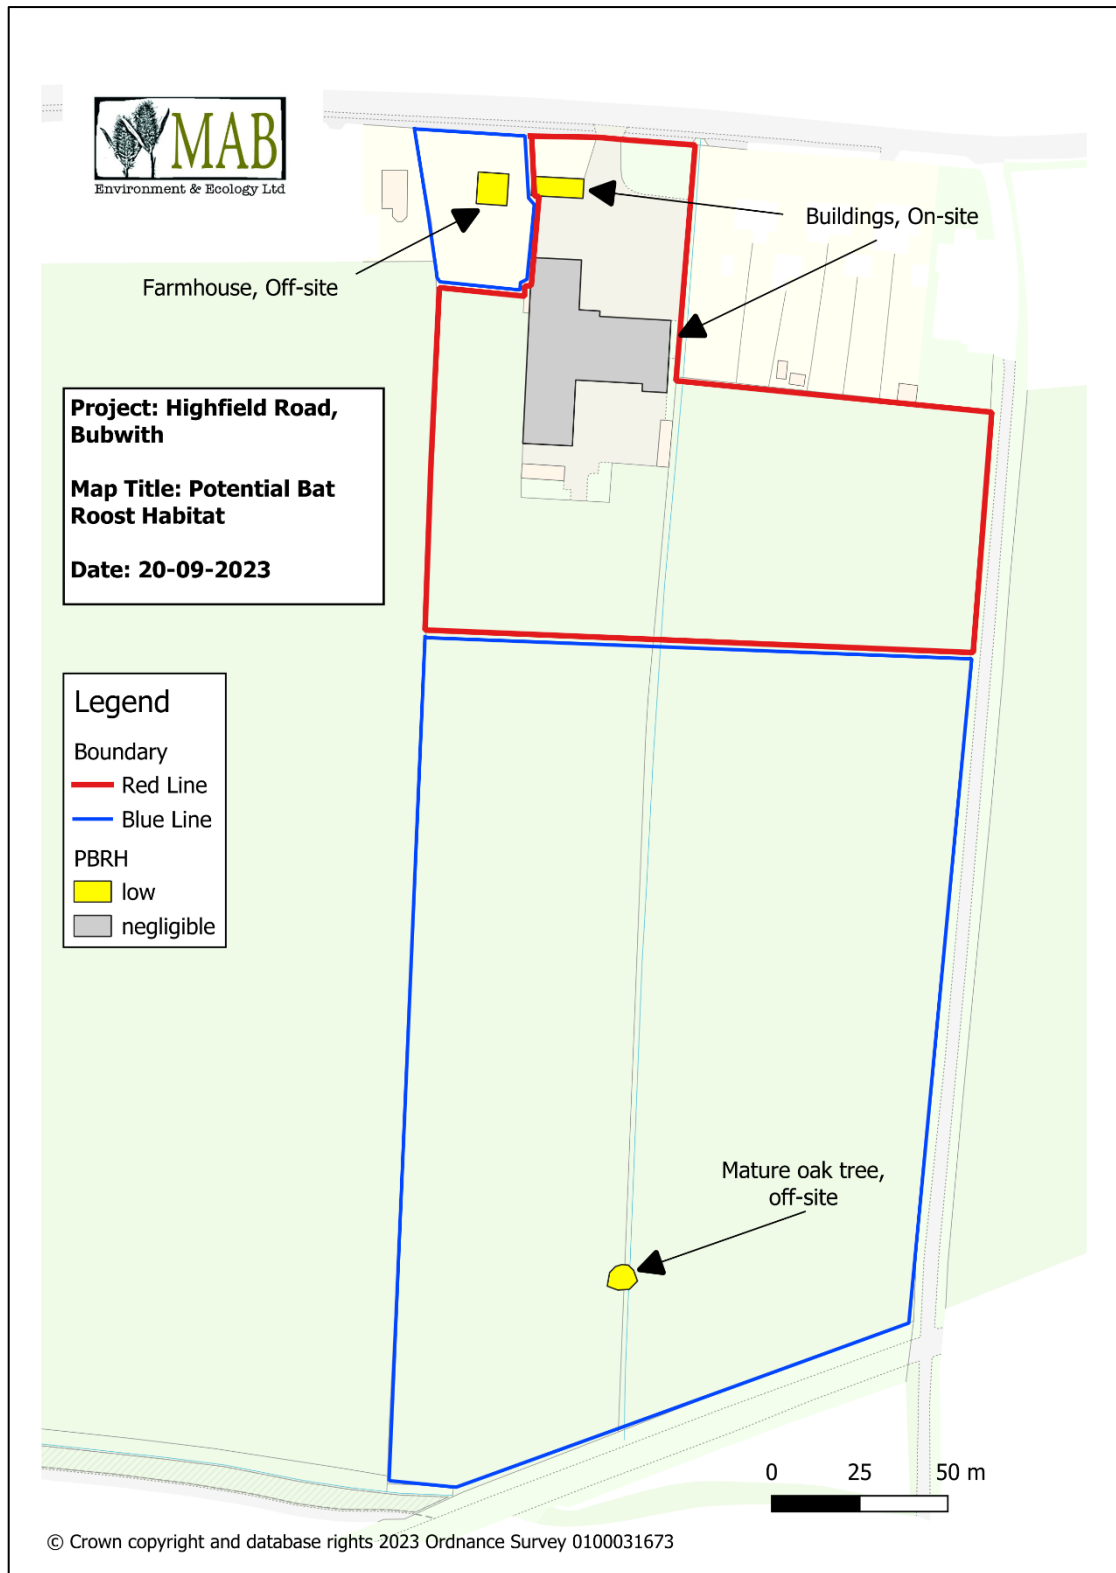 MAB
Environment & Ecology Ltd
Buildings, On-site
Farmhouse, Off-site
Project: Highfield Road,
Bubwith
Map Title: Potential Bat
Roost Habitat
Date: 20-09-2023
Legend
Boundary
Red Line
Blue Line
PBRH
low
negligible
Mature oak tree,
off-site
0 25 50 m
© Crown copyright and database rights 2023 Ordnance Survey 0100031673